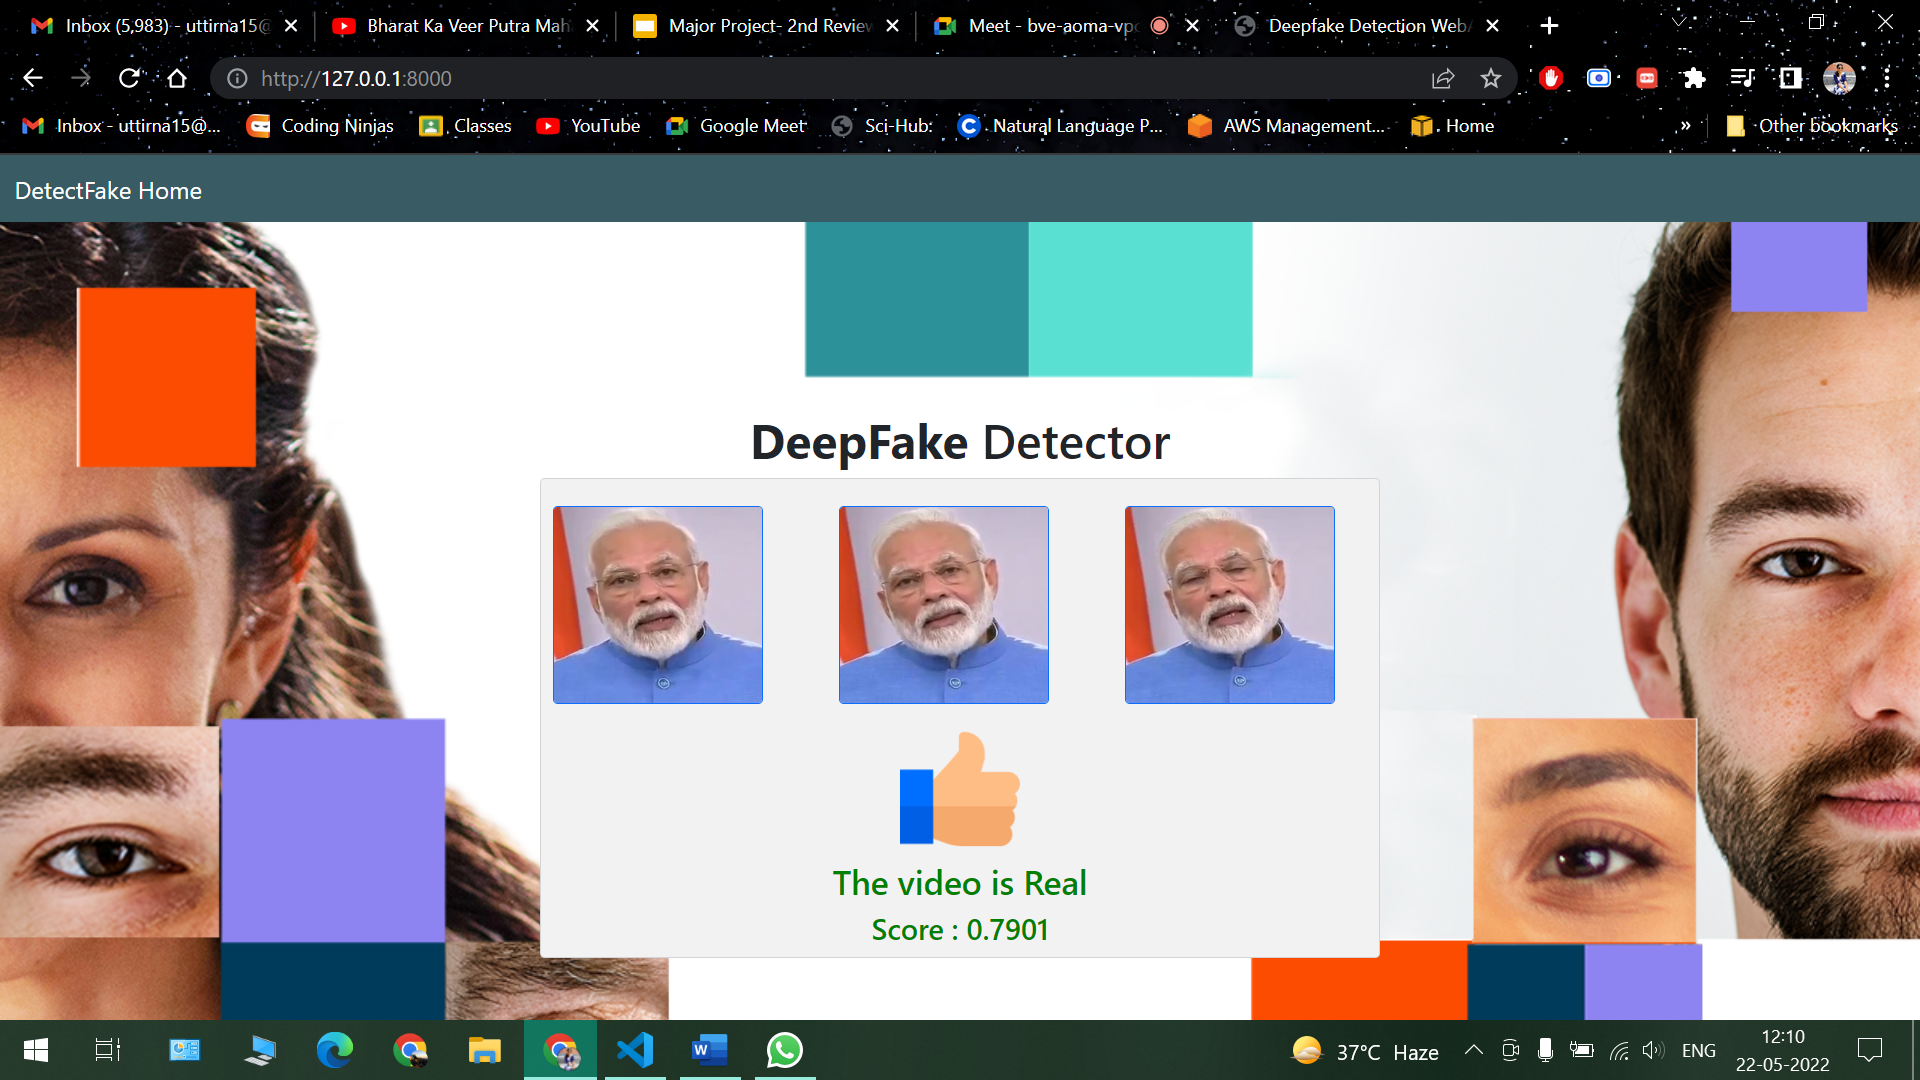 Inbox (5,983) - uttirna15@
Bharat Ka Veer Putra Mah
Major Project- 2nd Review
Meet - bve-aoma-vpc
Deepfake Detection WebA
http://127.0.0.1:8000
Inbox - uttirna15@...
Coding Ninjas
Classes
YouTube
Google Meet
Sci-Hub:
Natural Language P...
AWS Management...
Home
»
Other bookmarks
DetectFake Home
DeepFake Detector
The video is Real
Score : 0.7901
37°C Haze
ENG
12:10
22-05-2022